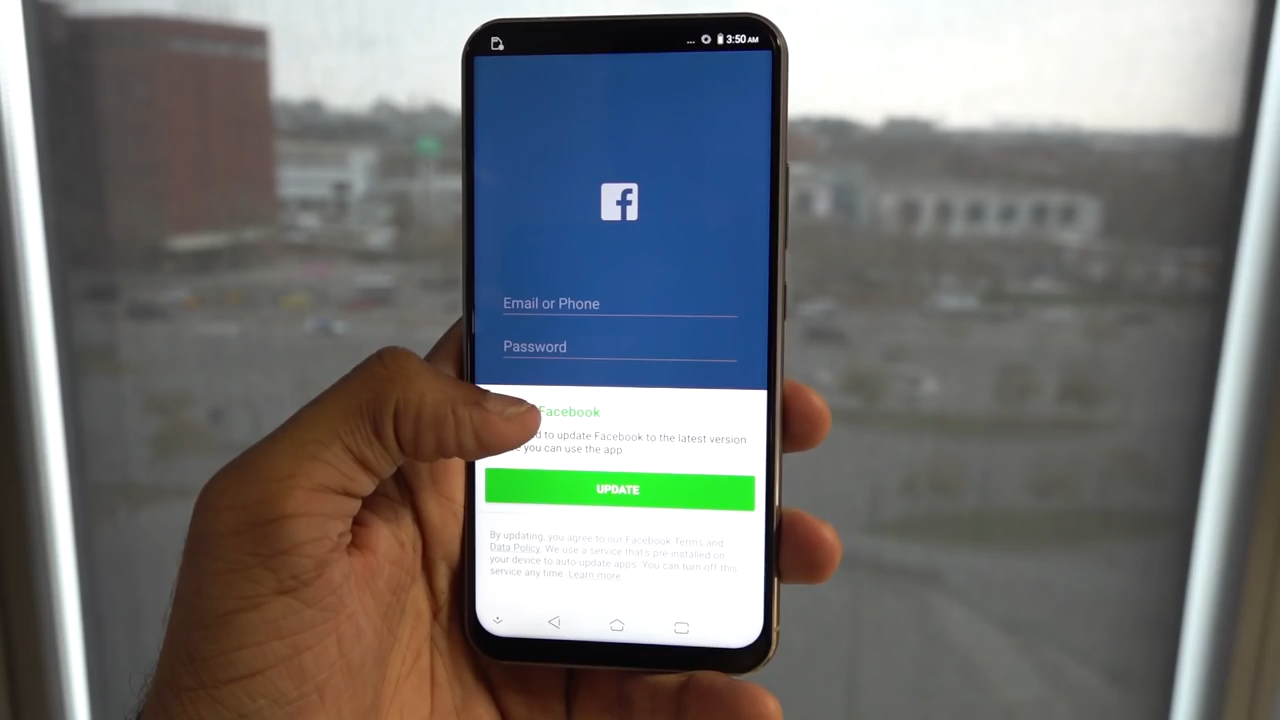 3:50 AM
Email or Phone
Password
Facebook
to update Facebook to the latest version
you can use the app.
UPDATE
By updating, you agree to our Facebook Terms and
Data Policy. We use a service that's pre-installed on
your device to auto update apps. You can turn off this
service any time. Learn more.